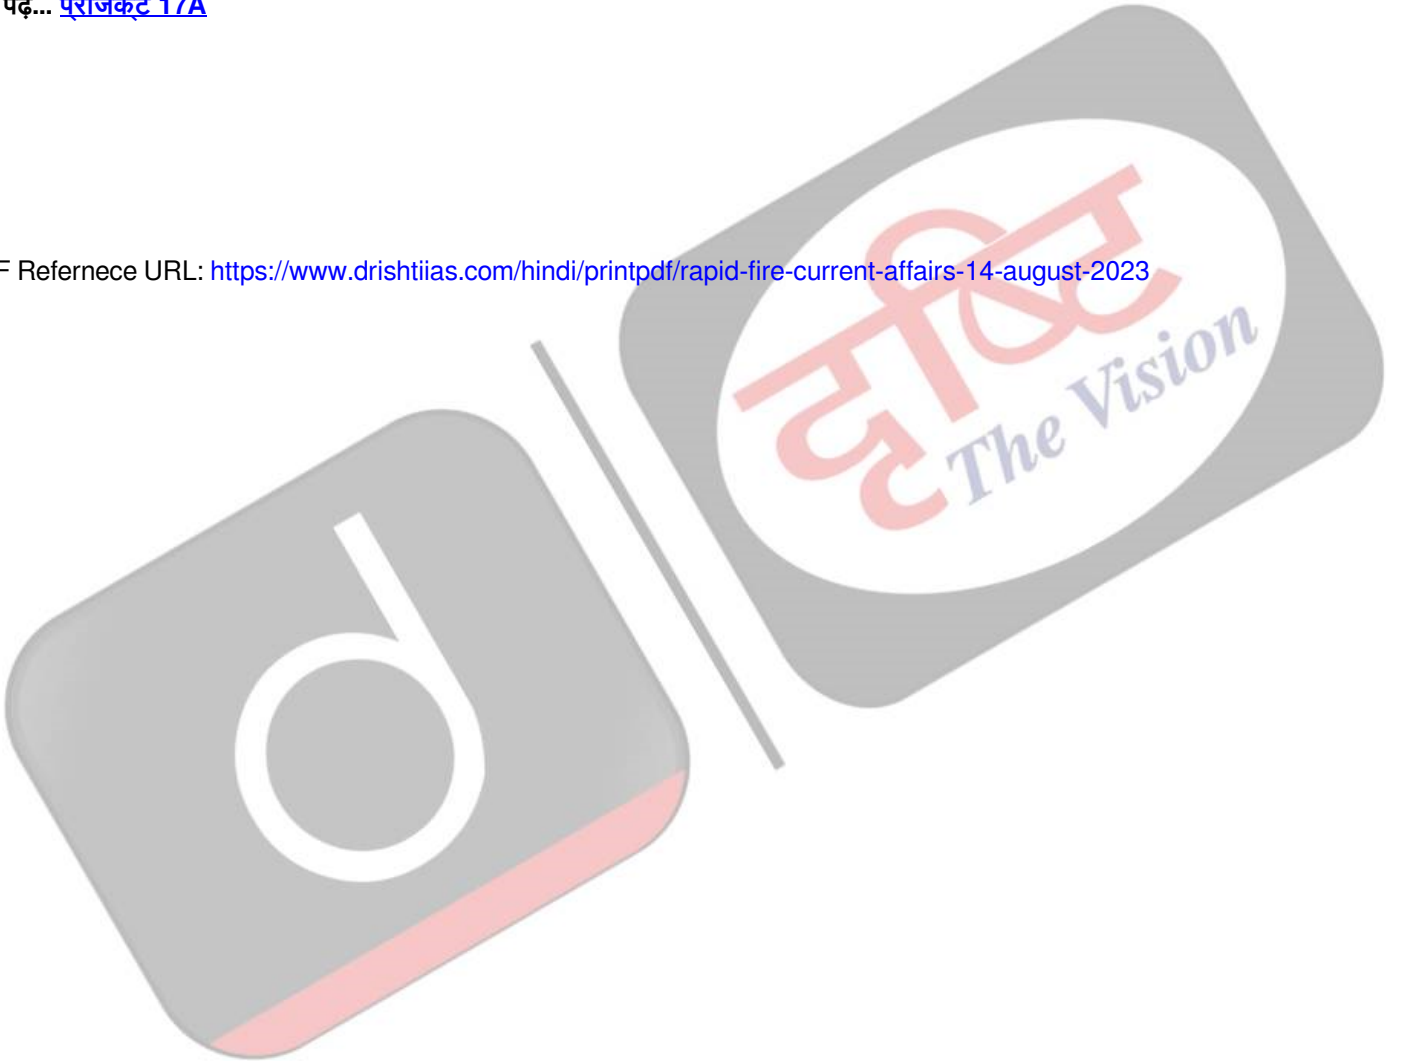 पढ़... प्रोजेक्ट 17A
F Refernece URL: https://www.drishtiias.com/hindi/printpdf/rapid-fire-current-affairs-14-august-2023
दृष्टि
The Vision
d